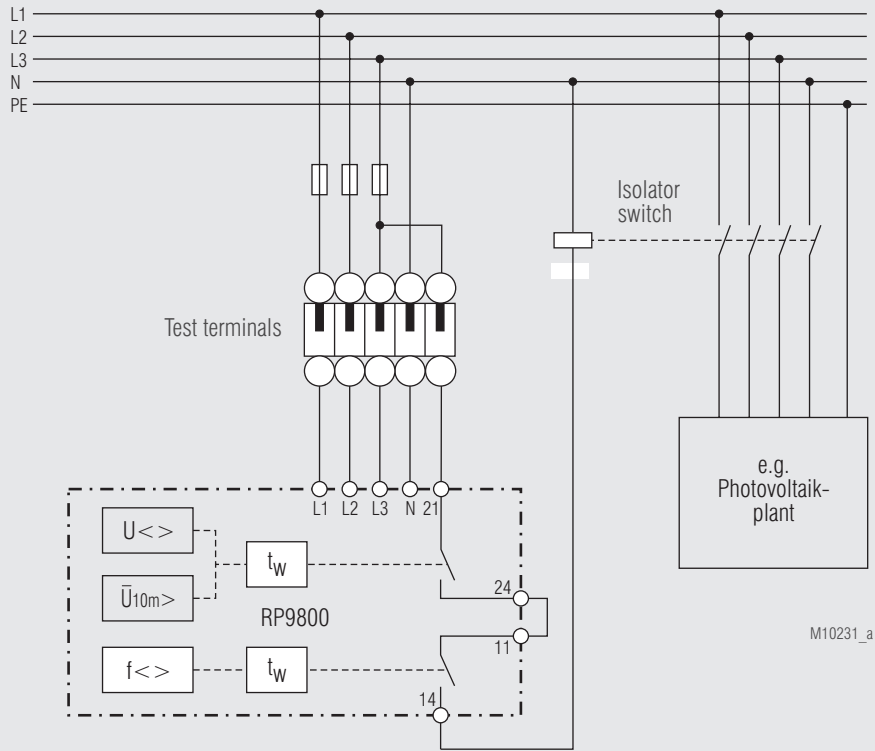 L1
L2
L3
N
PE
Isolator
switch
Test terminals
e.g.
Photovoltaik-
plant
L1 L2 L3 N 21
U<>
tW
24
U̅10m>
RP9800
11
M10231_a
f<>
tW
14